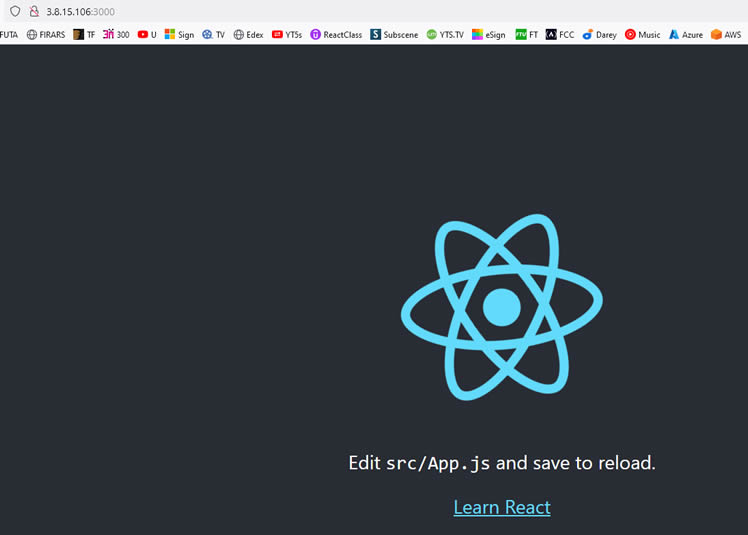 3.8.15.106:3000
FUTA FIRARS TF 300 U Sign TV Edex YT5s ReactClass Subscene YTS.TV eSign FT FCC Darey Music Azure AWS
Edit src/App.js and save to reload.
Learn React